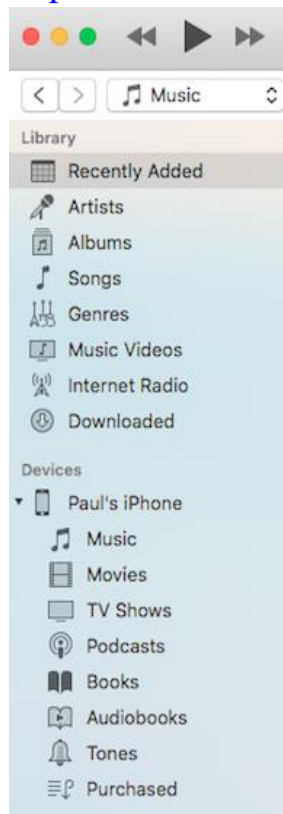 Music
Library
Recently Added
Artists
Albums
Songs
Genres
Music Videos
Internet Radio
Downloaded
Devices
Paul's iPhone
Music
Movies
TV Shows
Podcasts
Books
Audiobooks
Tones
Purchased